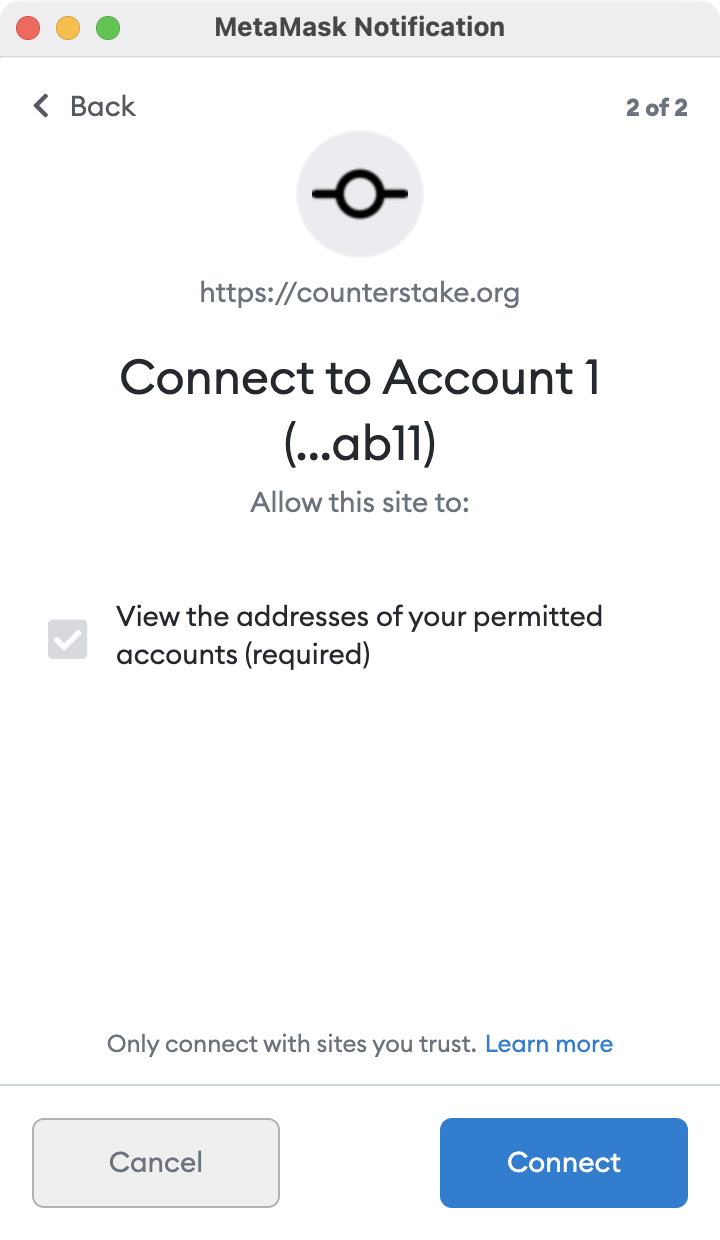 MetaMask Notification
Back
2 of 2
https://counterstake.org
Connect to Account 1
(...ab11)
Allow this site to:
View the addresses of your permitted
accounts (required)
Only connect with sites you trust. Learn more
Cancel
Connect